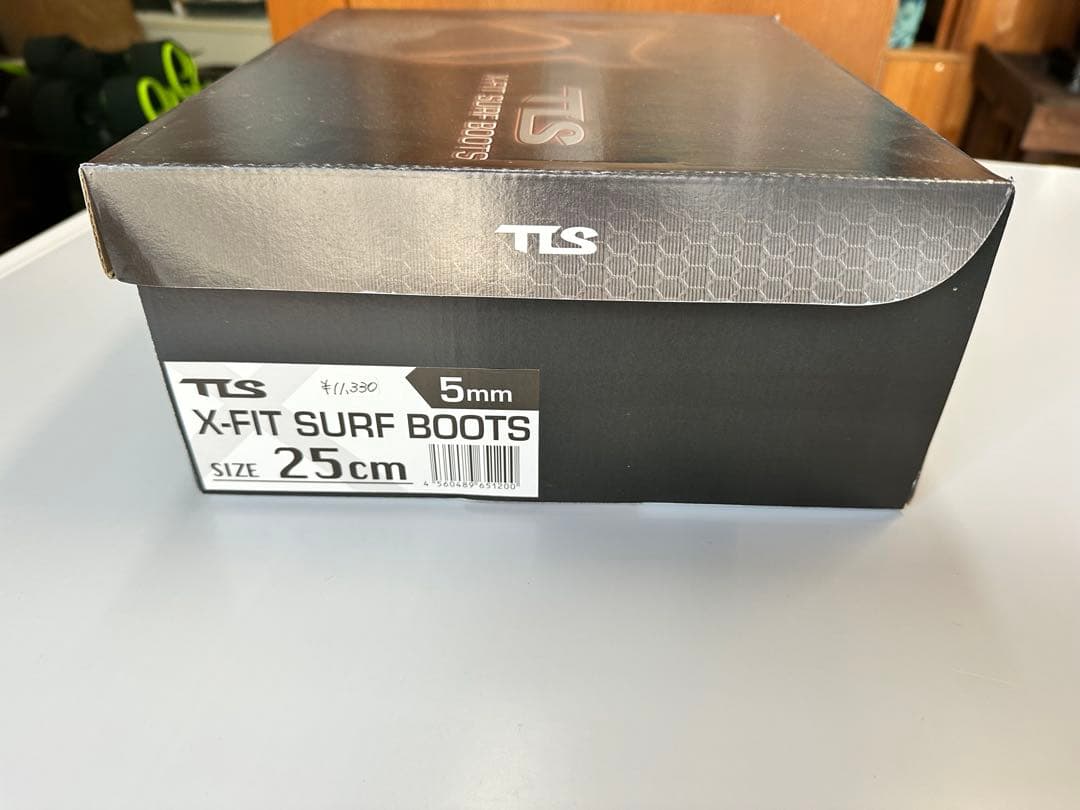 TLS
X-FIT SURF BOOTS
TLS
TLS ¥11,330 5mm
X-FIT SURF BOOTS
SIZE 25cm
4 560489 651200